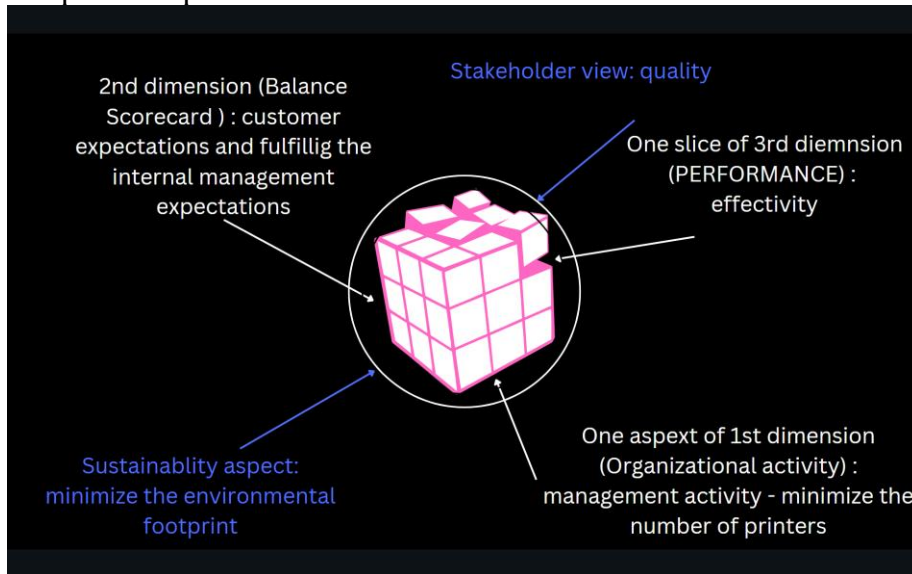 2nd dimension (Balance
Scorecard ) : customer
expectations and fulfillig the
internal management
expectations
Stakeholder view: quality
One slice of 3rd diemnsion
(PERFORMANCE) :
effectivity
Sustainablity aspect:
minimize the environmental
footprint
One aspext of 1st dimension
(Organizational activity) :
management activity - minimize the
number of printers